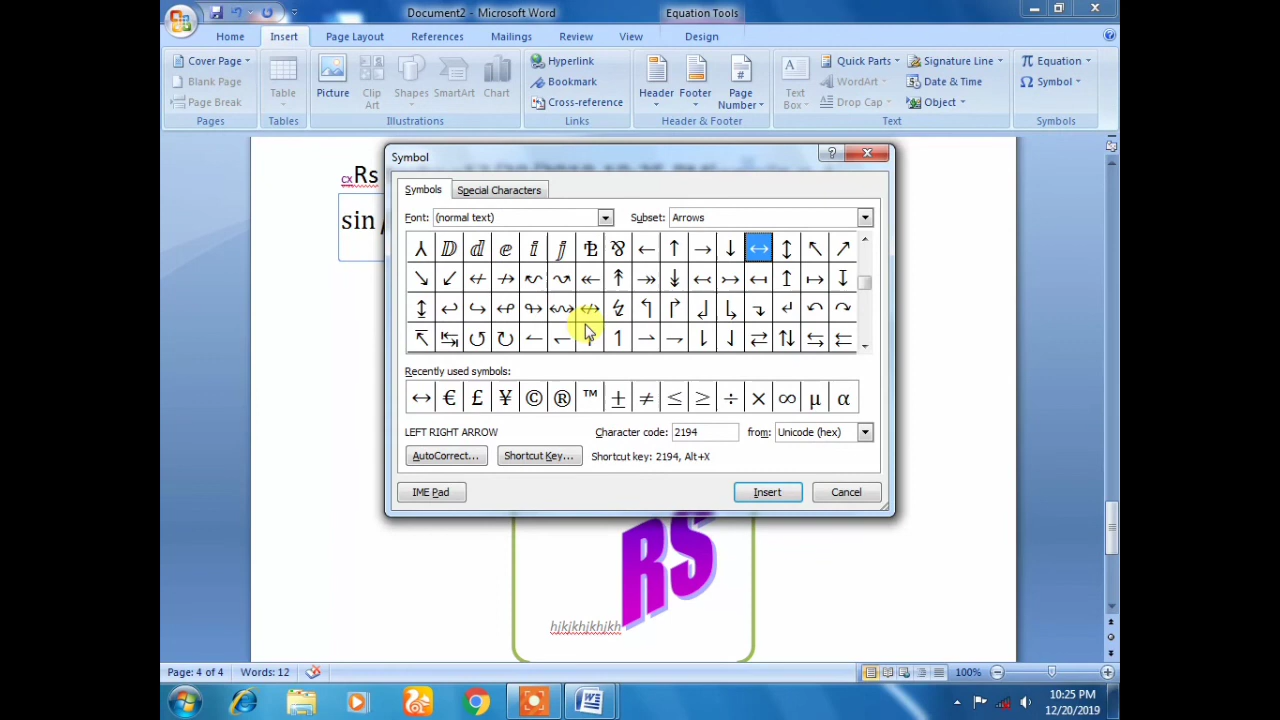 Document2 - Microsoft Word
Equation Tools
Home Insert Page Layout References Mailings Review View Design
Cover Page
Blank Page
Page Break
Pages
Table
Tables
Picture
Clip Art
Shapes
SmartArt
Chart
Illustrations
Hyperlink
Bookmark
Cross-reference
Links
Header
Footer
Page Number
Header & Footer
Text Box
Quick Parts
WordArt
Drop Cap
Signature Line
Date & Time
Object
Text
π Equation
Ω Symbol
Symbols
cxRs
sin
Symbol
?
Symbols Special Characters
Font: (normal text) Subset: Arrows
⅄ ⅅ ⅆ ⅇ ⅈ ⅉ ⅊ ⅋ ← ↑ → ↓ ↔ ↕ ↖ ↗
↘ ↙ ↚ ↛ ↜ ↝ ↞ ↟ ↠ ↡ ↢ ↣ ↤ ↥ ↦ ↧
↨ ↩ ↪ ↫ ↬ ↭ ↮ ↯ ↰ ↱ ↲ ↳ ↴ ↵ ↶ ↷
↸ ↹ ↺ ↻ ↼ ↽ ↾ ↿ ⇀ ⇁ ⇂ ⇃ ⇄ ⇅ ⇆ ⇇
Recently used symbols:
↔ € £ ¥ © ® ™ ± ≠ ≤ ≥ ÷ × ∞ µ α
LEFT RIGHT ARROW Character code: 2194 from: Unicode (hex)
AutoCorrect... Shortcut Key... Shortcut key: 2194, Alt+X
IME Pad Insert Cancel
RS
hjkjkhjkhjkh
Page: 4 of 4 Words: 12 100%
10:25 PM
12/20/2019